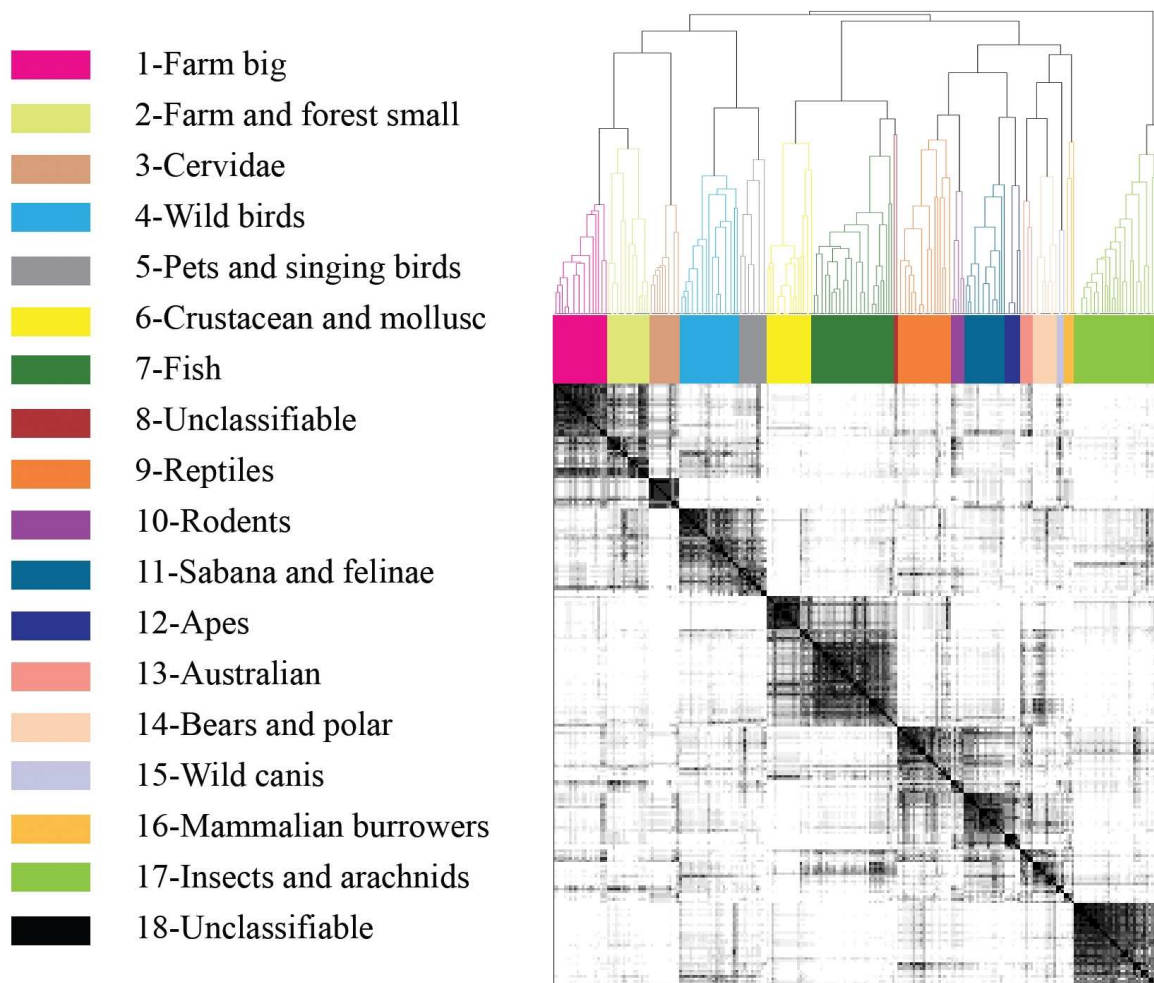 1-Farm big
2-Farm and forest small
3-Cervidae
4-Wild birds
5-Pets and singing birds
6-Crustacean and mollusc
7-Fish
8-Unclassifiable
9-Reptiles
10-Rodents
11-Sabana and felinae
12-Apes
13-Australian
14-Bears and polar
15-Wild canis
16-Mammalian burrowers
17-Insects and arachnids
18-Unclassifiable